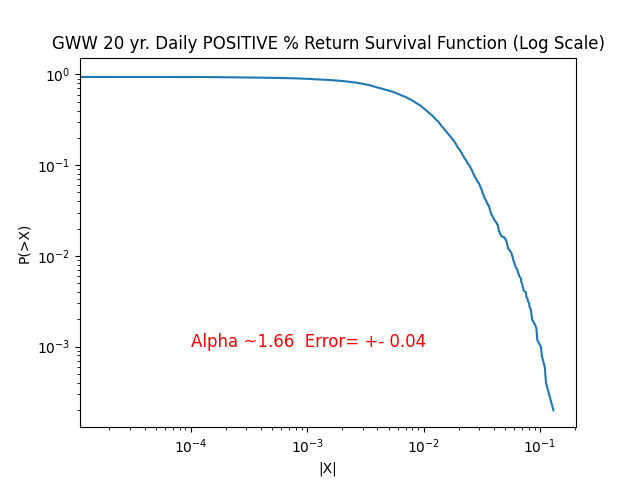 GWW 20 yr. Daily POSITIVE % Return Survival Function (Log Scale)
10⁰
10⁻¹
10⁻²
10⁻³
P(>X)
Alpha ~1.66  Error= +- 0.04
10⁻⁴
10⁻³
10⁻²
10⁻¹
|X|